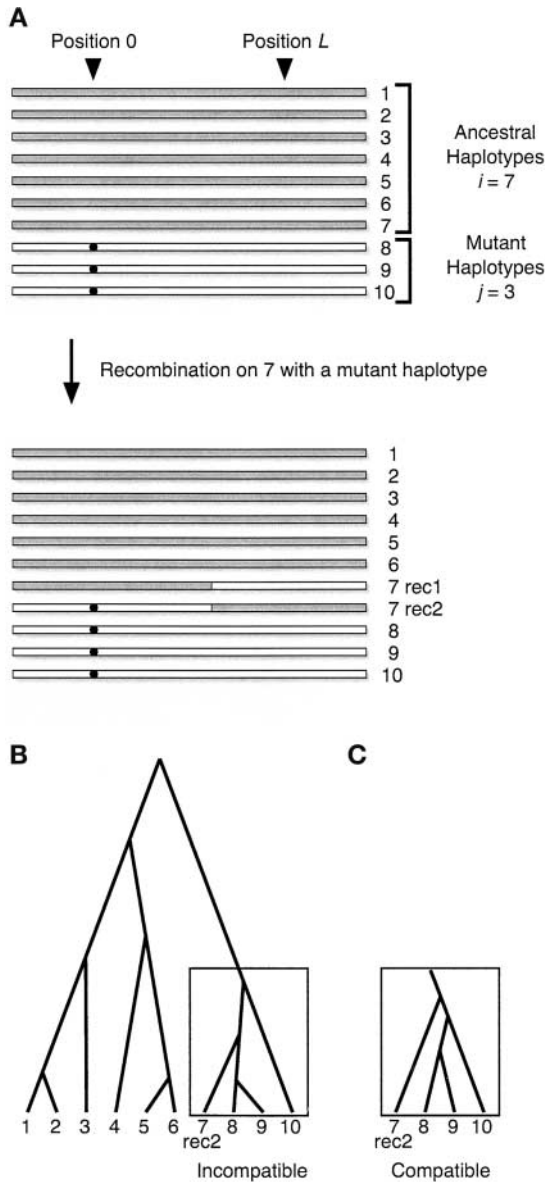 A
Position 0 Position L
1
2
3
4
5
6
7
8
9
10
Ancestral
Haplotypes
i = 7
Mutant
Haplotypes
j = 3
Recombination on 7 with a mutant haplotype
1
2
3
4
5
6
7 rec1
7 rec2
8
9
10
B
1 2 3 4 5 6 7 8 9 10
rec2
Incompatible
C
7 8 9 10
rec2
Compatible